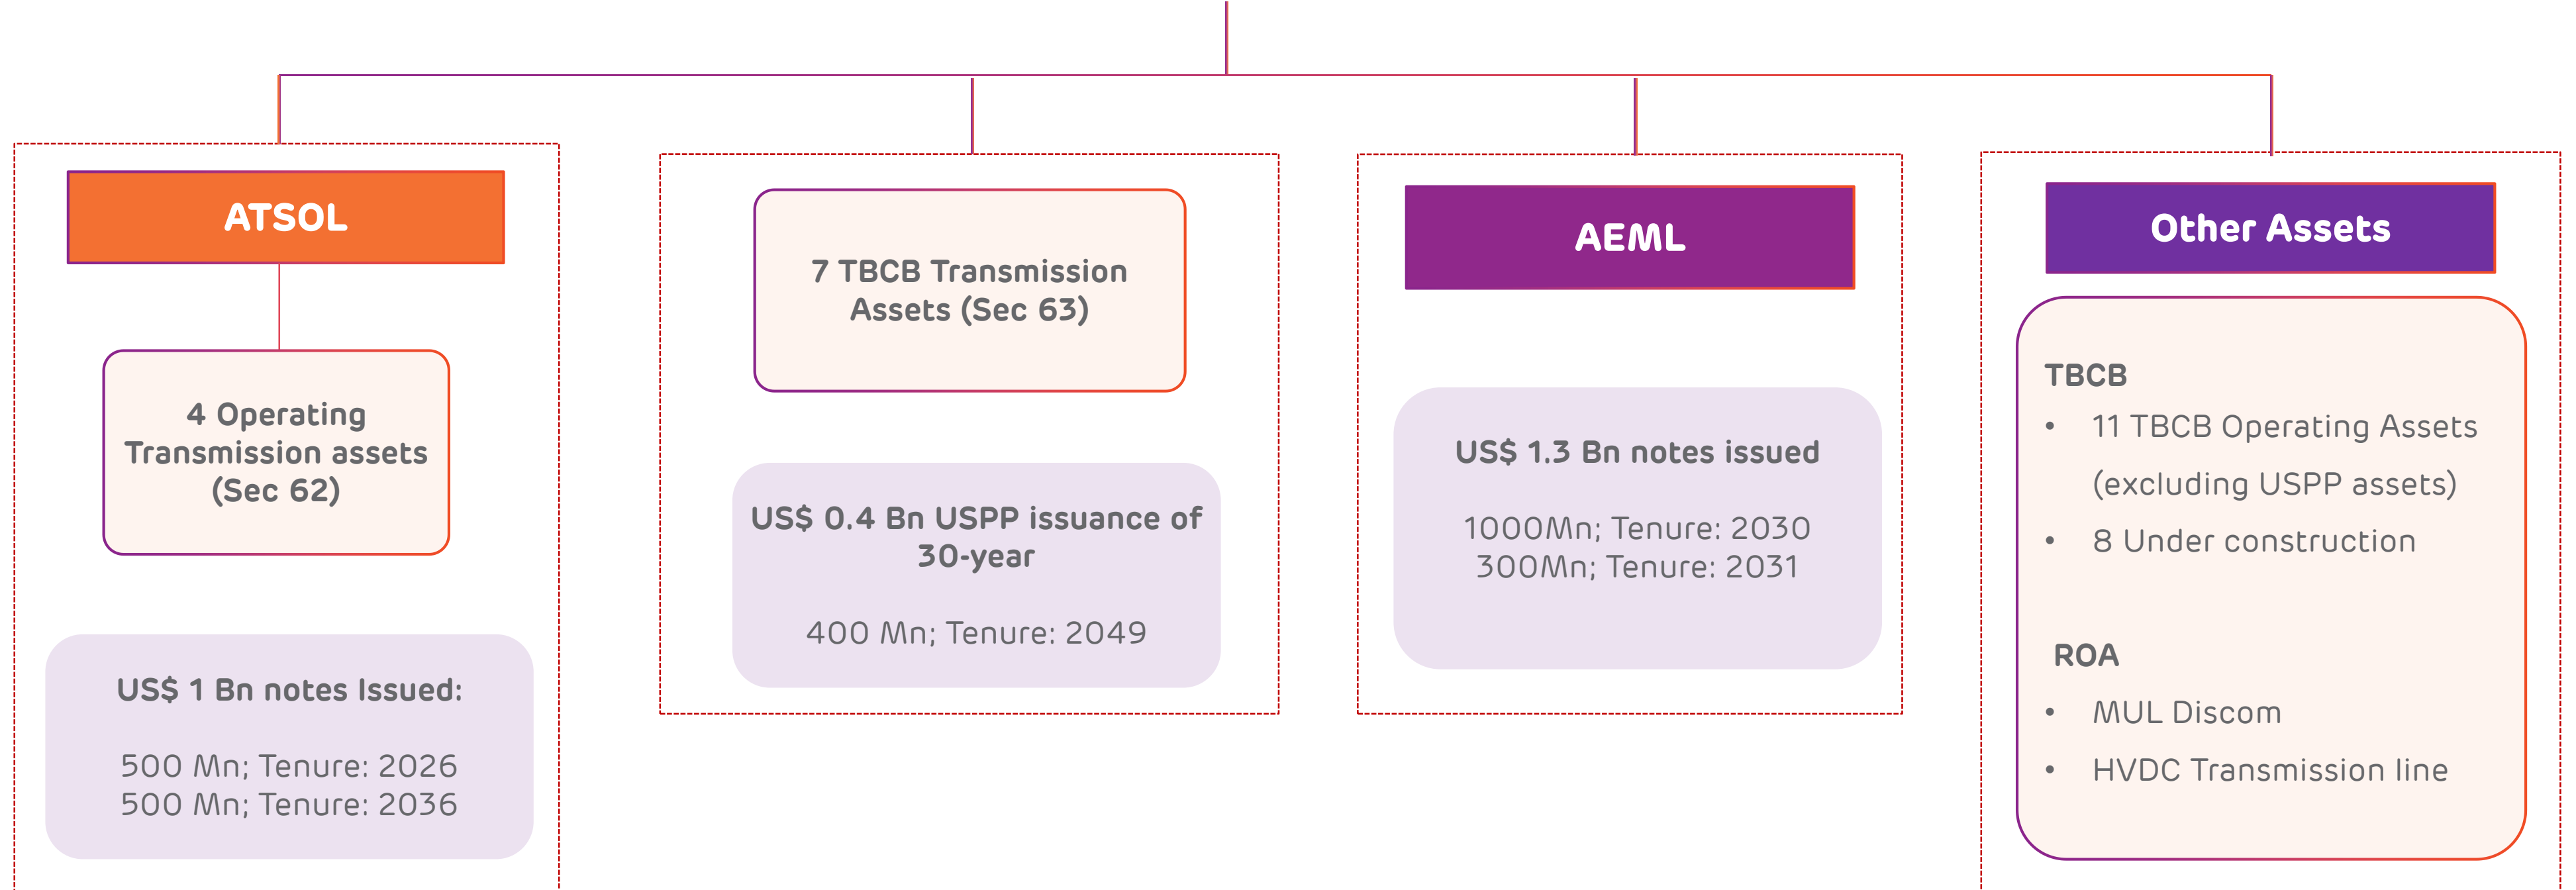 ATSOL
4 Operating
Transmission assets
(Sec 62)
US$ 1 Bn notes Issued:
500 Mn; Tenure: 2026
500 Mn; Tenure: 2036
7 TBCB Transmission
Assets (Sec 63)
US$ 0.4 Bn USPP issuance of
30-year
400 Mn; Tenure: 2049
AEML
US$ 1.3 Bn notes issued
1000Mn; Tenure: 2030
300Mn; Tenure: 2031
Other Assets
TBCB
• 11 TBCB Operating Assets
(excluding USPP assets)
• 8 Under construction
ROA
• MUL Discom
• HVDC Transmission line